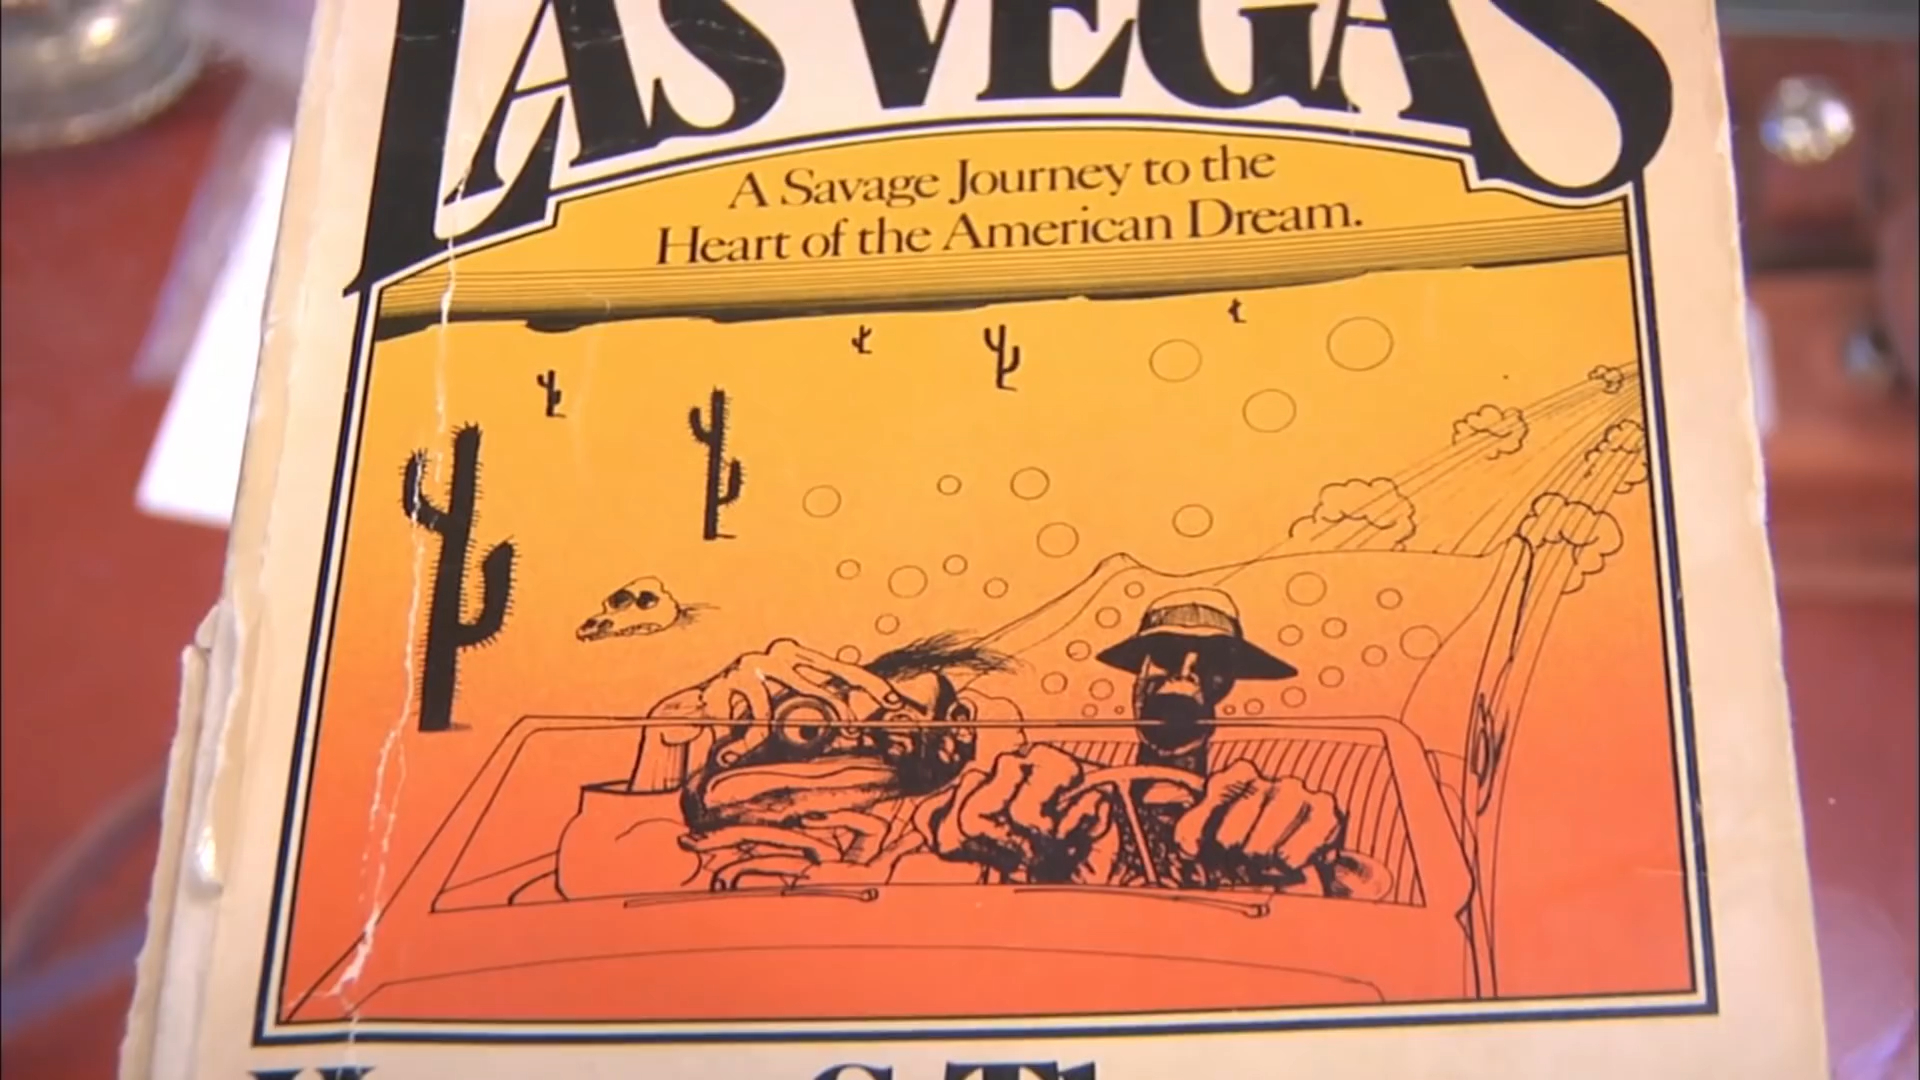 LAS VEGAS
A Savage Journey to the
Heart of the American Dream.